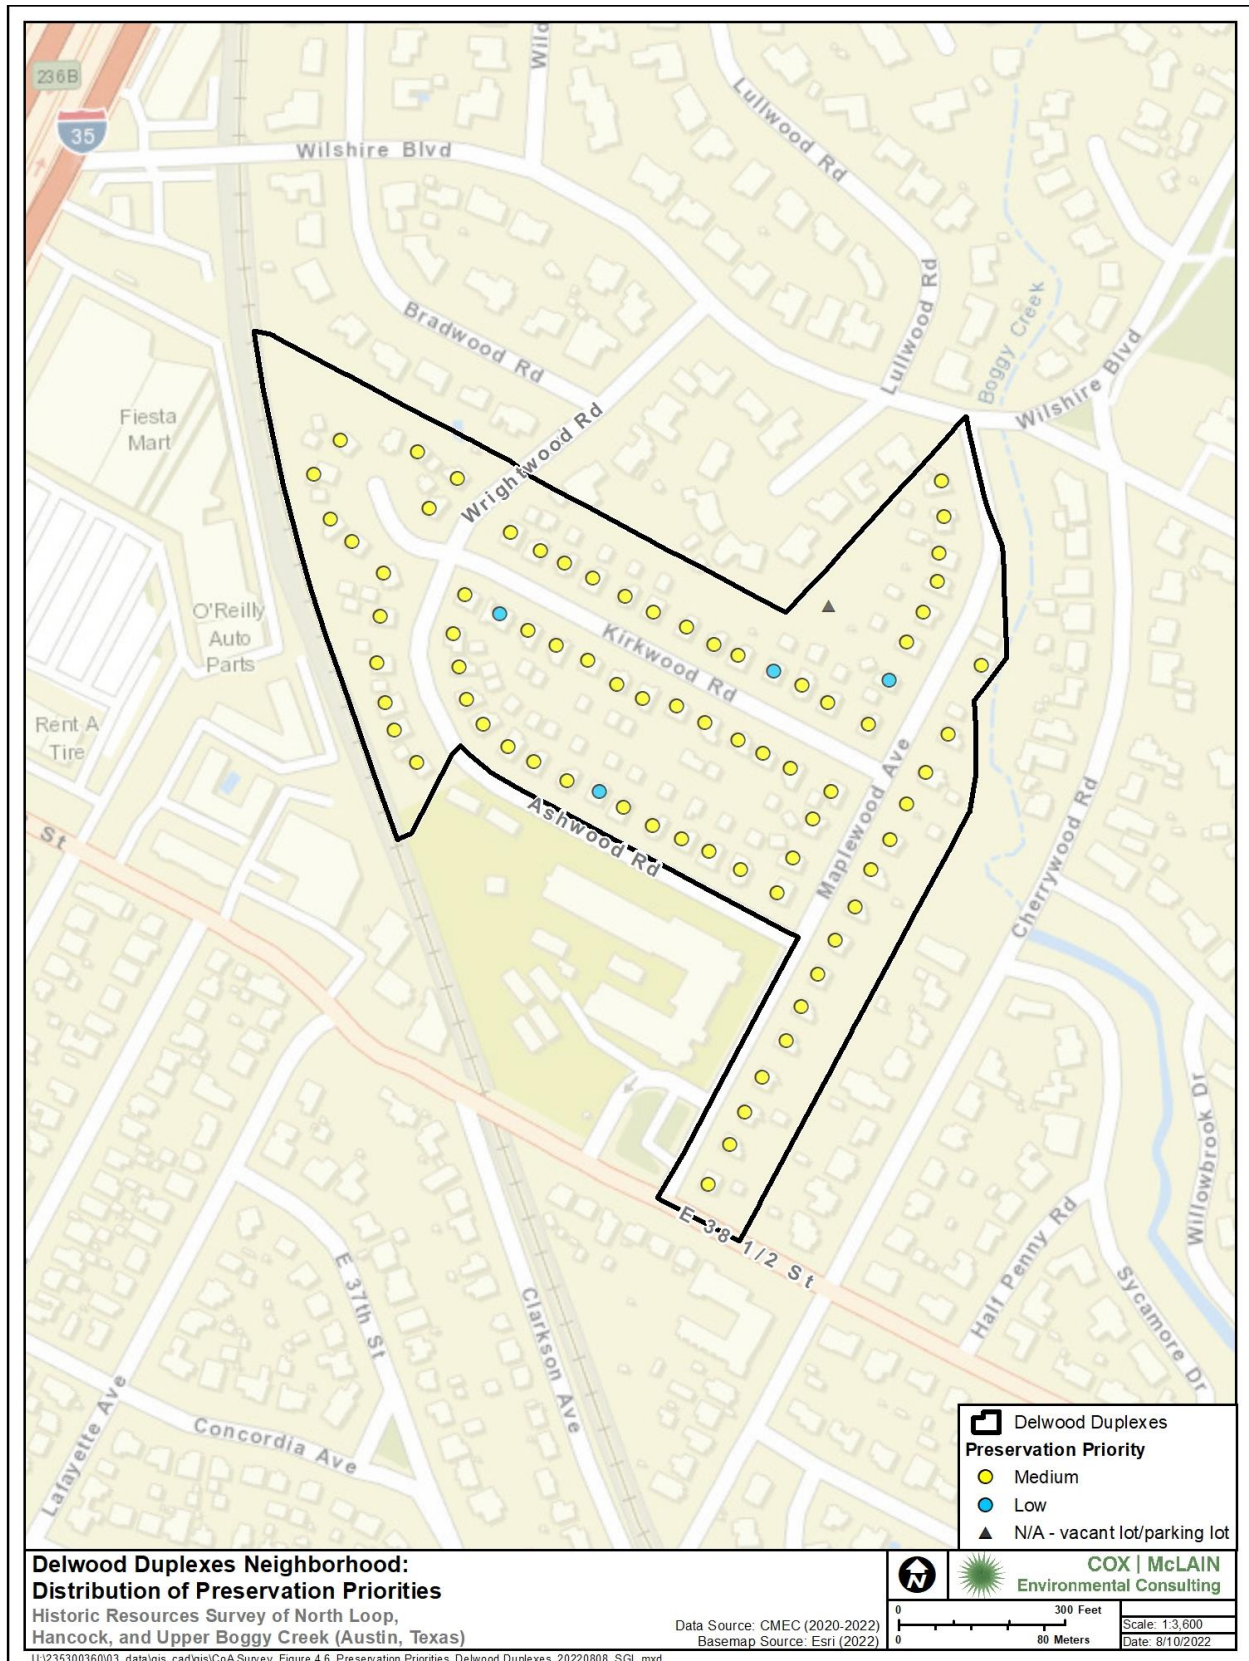 236B
35
Wild
Wilshire Blvd
Lullwood Rd
Bradwood Rd
Lullwood Rd
Boggy Creek
Wilshire Blvd
Fiesta
Mart
Wrightwood Rd
O'Reilly
Auto
Parts
Kirkwood Rd
Rent A
Tire
Maplewood Ave
Ashwood Rd
Cherrywood Rd
St
Willowbrook Dr
E 38 1/2 St
Half Penny Rd
Sycamore Dr
E 37th St
Clarkson Ave
Lafayette Ave
Concordia Ave
Delwood Duplexes
Preservation Priority
Medium
Low
N/A - vacant lot/parking lot
Delwood Duplexes Neighborhood:
Distribution of Preservation Priorities
Historic Resources Survey of North Loop,
Hancock, and Upper Boggy Creek (Austin, Texas)
Data Source: CMEC (2020-2022)
Basemap Source: Esri (2022)
N
COX | McLAIN
Environmental Consulting
0 300 Feet
0 80 Meters
Scale: 1:3,600
Date: 8/10/2022